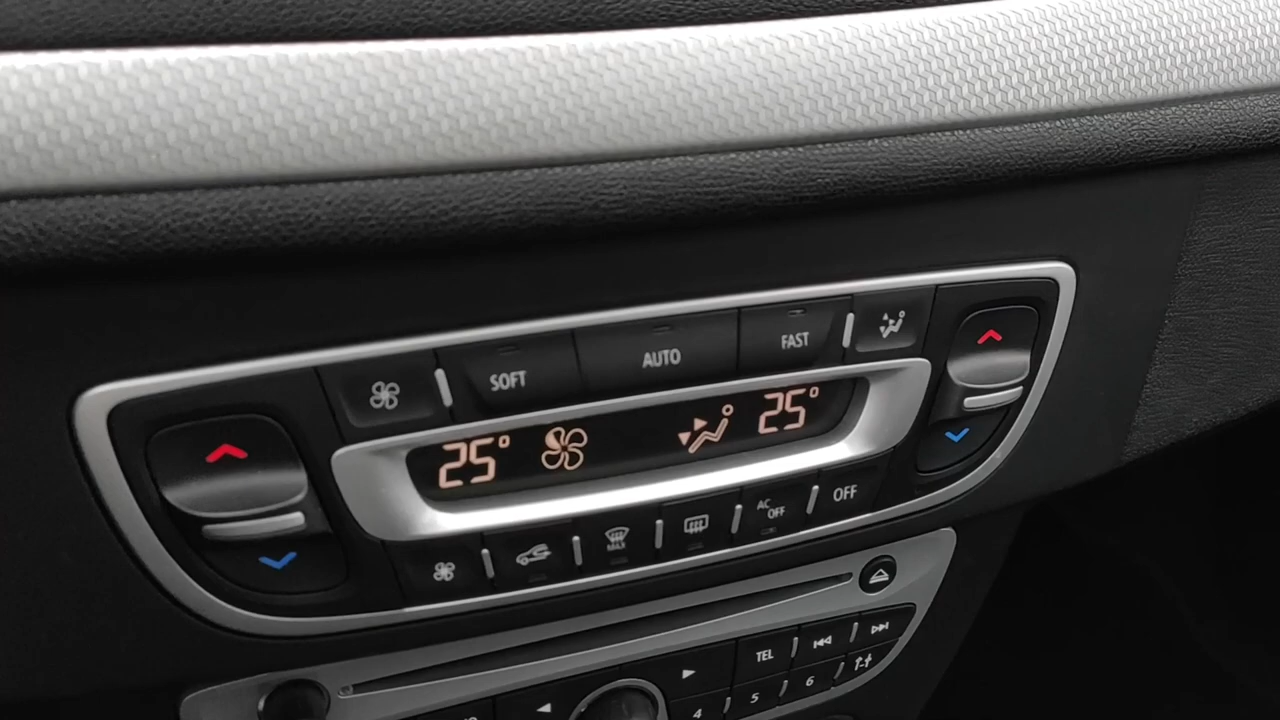 SOFT AUTO FAST
25° 25°
MAX AC OFF OFF
TEL
4 5 6